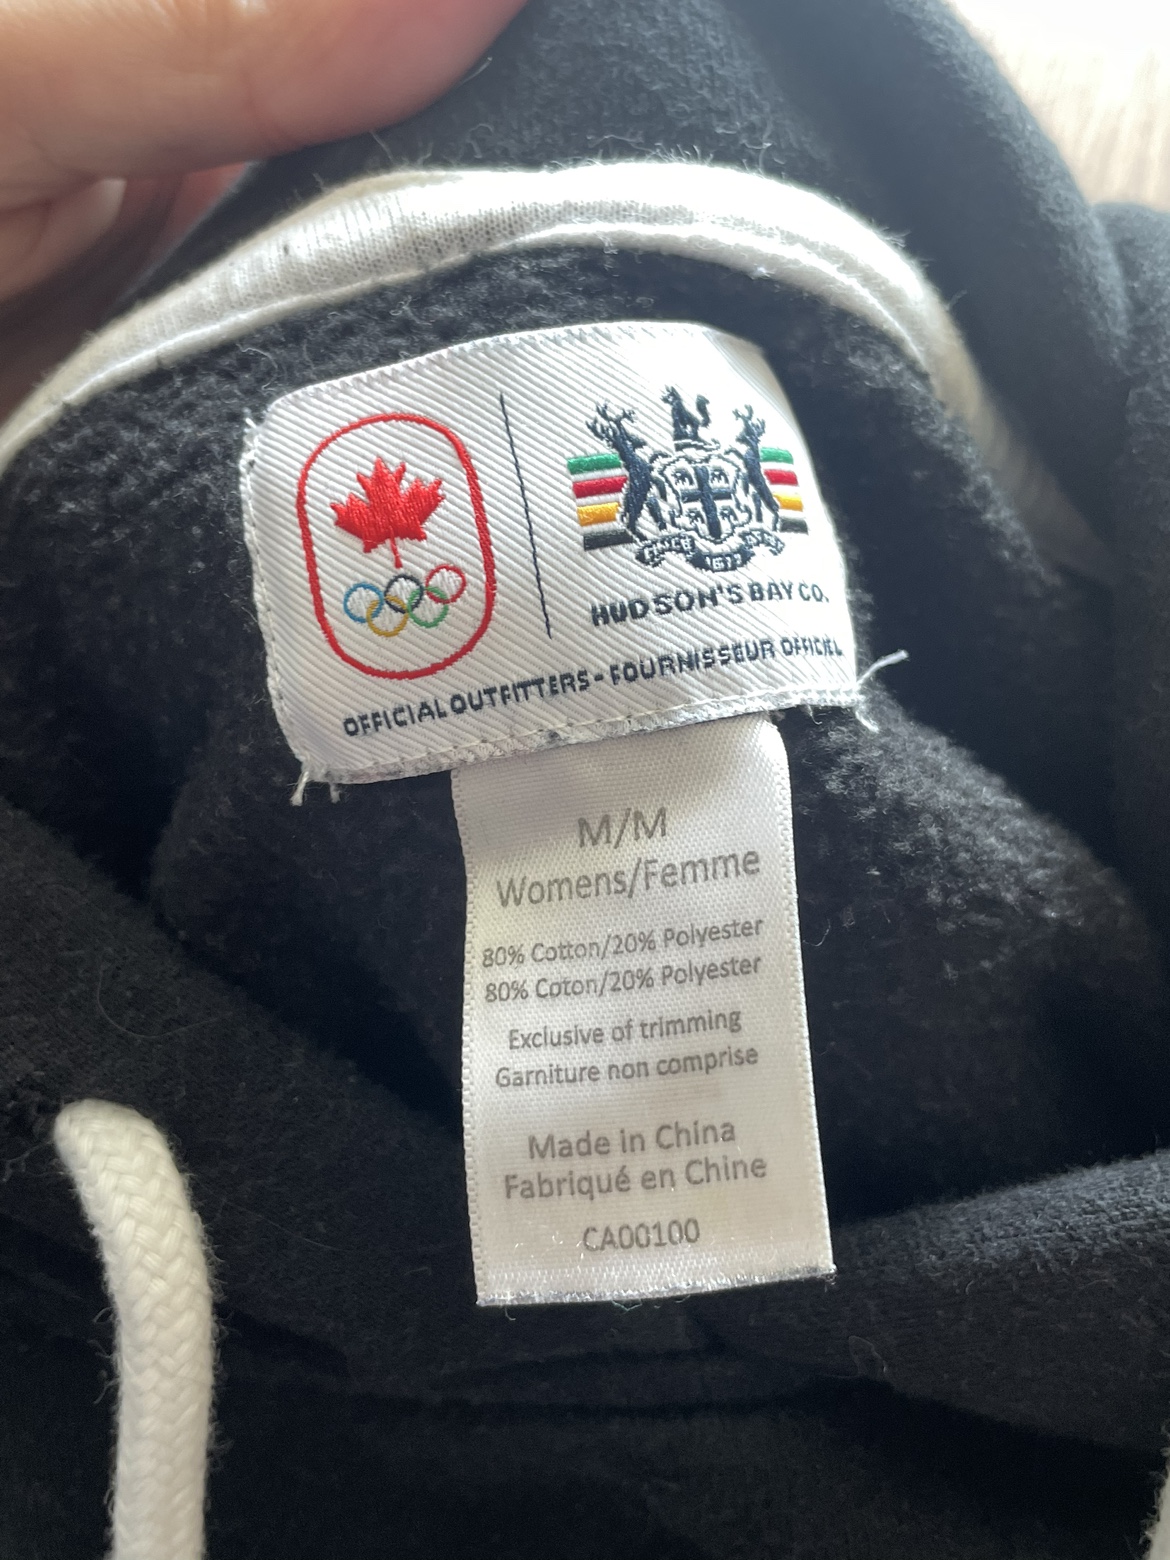 HUDSON'S BAY CO.
OFFICIAL OUTFITTERS - FOURNISSEUR OFFICIEL
M/M
Womens/Femme
80% Cotton/20% Polyester
80% Coton/20% Polyester
Exclusive of trimming
Garniture non comprise
Made in China
Fabriqué en Chine
CA00100